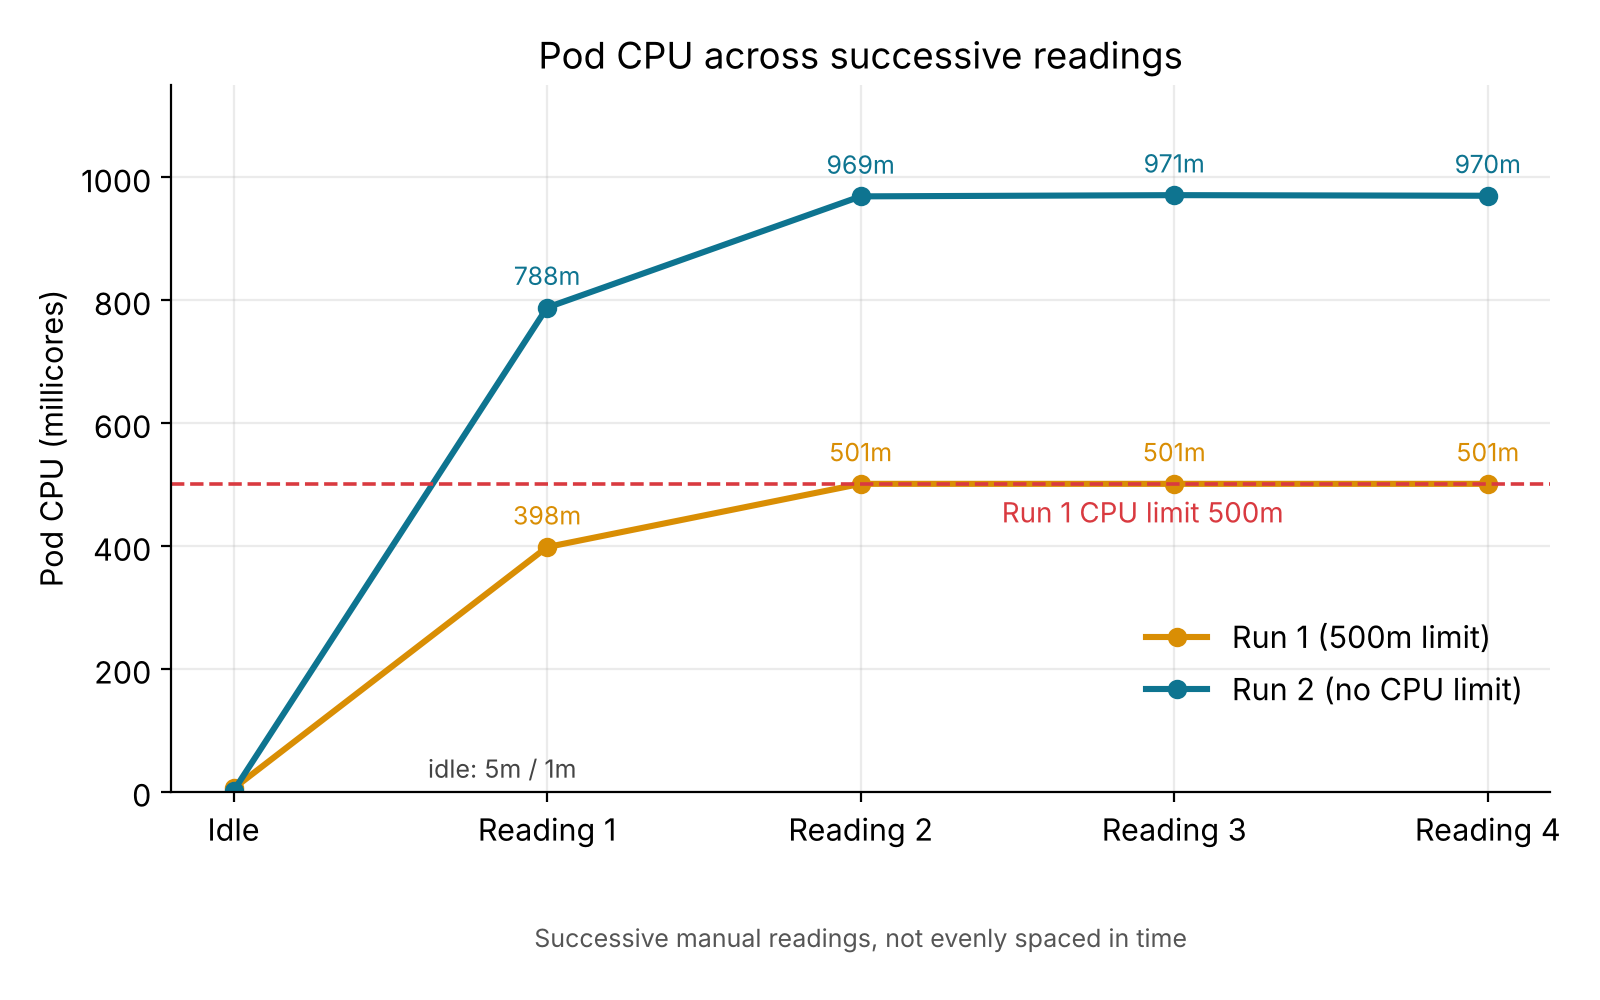 Pod CPU across successive readings
Pod CPU (millicores)
1000
800
600
400
200
0
969m
971m
970m
788m
501m
501m
501m
398m
Run 1 CPU limit 500m
Run 1 (500m limit)
Run 2 (no CPU limit)
idle: 5m / 1m
Idle
Reading 1
Reading 2
Reading 3
Reading 4
Successive manual readings, not evenly spaced in time